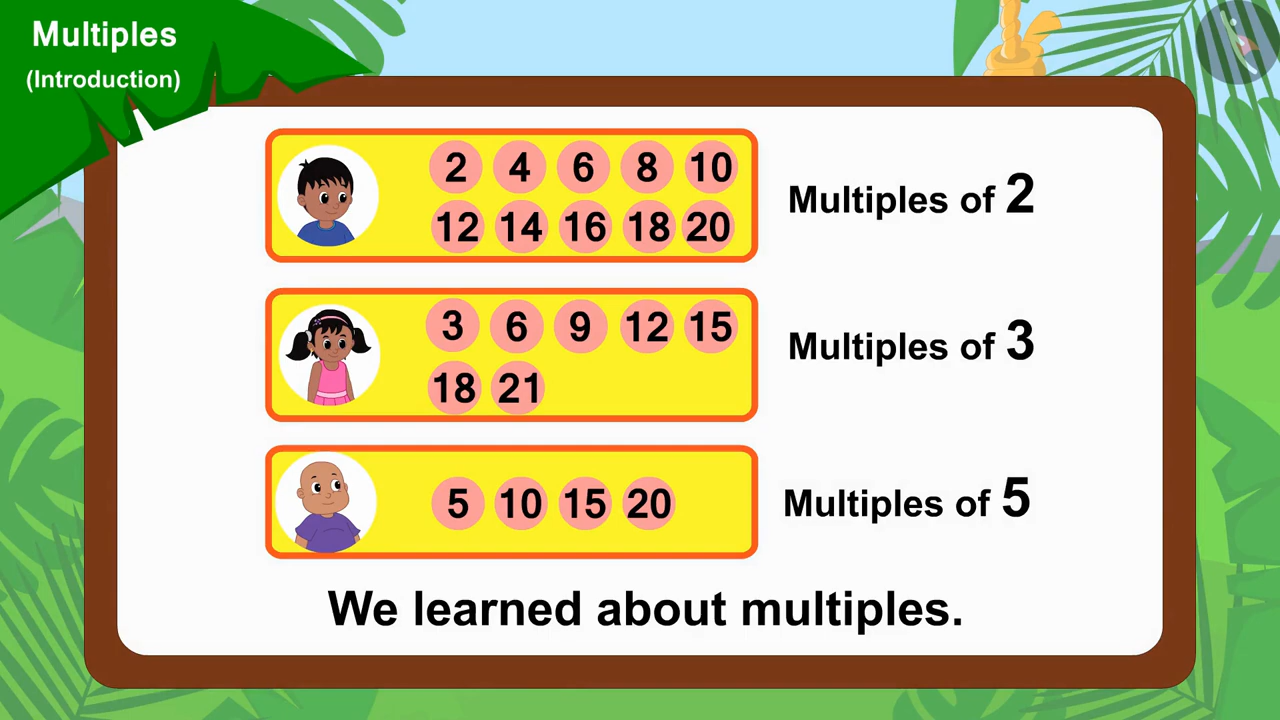 Multiples
(Introduction)
2 4 6 8 10
12 14 16 18 20
Multiples of 2
3 6 9 12 15
18 21
Multiples of 3
5 10 15 20
Multiples of 5
We learned about multiples.